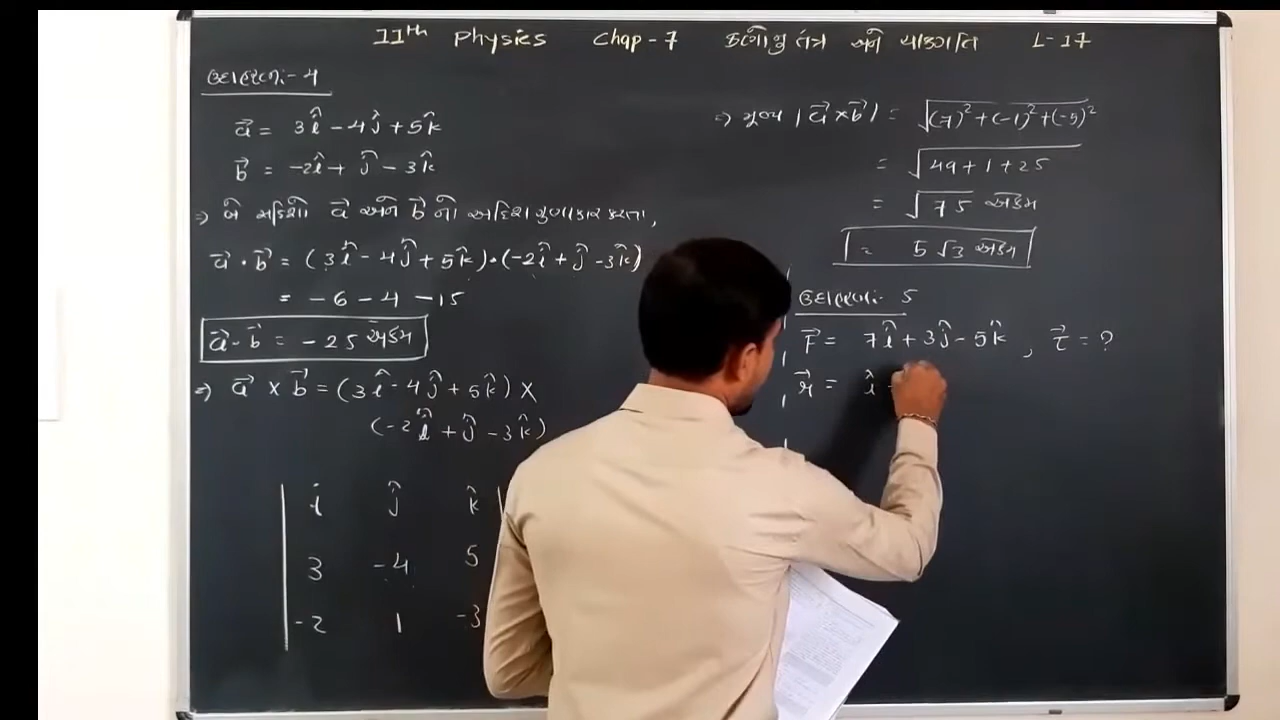 11th Physics Chap-7 કણોનું તંત્ર અને ચાકગતિ L-17
ઉદાહરણ:- 4
a⃗ = 3î - 4ĵ + 5k̂
b⃗ = -2î + ĵ - 3k̂
⇒ બે સદિશો a⃗ અને b⃗ નો અદિશ ગુણાકાર કરતા,
a⃗ · b⃗ = (3î - 4ĵ + 5k̂) · (-2î + ĵ - 3k̂)
= -6 - 4 - 15
a⃗ · b⃗ = -25 એકમ
⇒ a⃗ × b⃗ = (3î - 4ĵ + 5k̂) ×
(-2î + ĵ - 3k̂)
| i ĵ k̂ |
3 -4 5
-2 1 -3
⇒ મૂલ્ય |a⃗ × b⃗| = √(7)² + (-1)² + (-5)²
= √49 + 1 + 25
= √75 એકમ
= 5√3 એકમ
ઉદાહરણ:- 5
F⃗ = 7î + 3ĵ - 5k̂ , τ⃗ = ?
r⃗ = î -